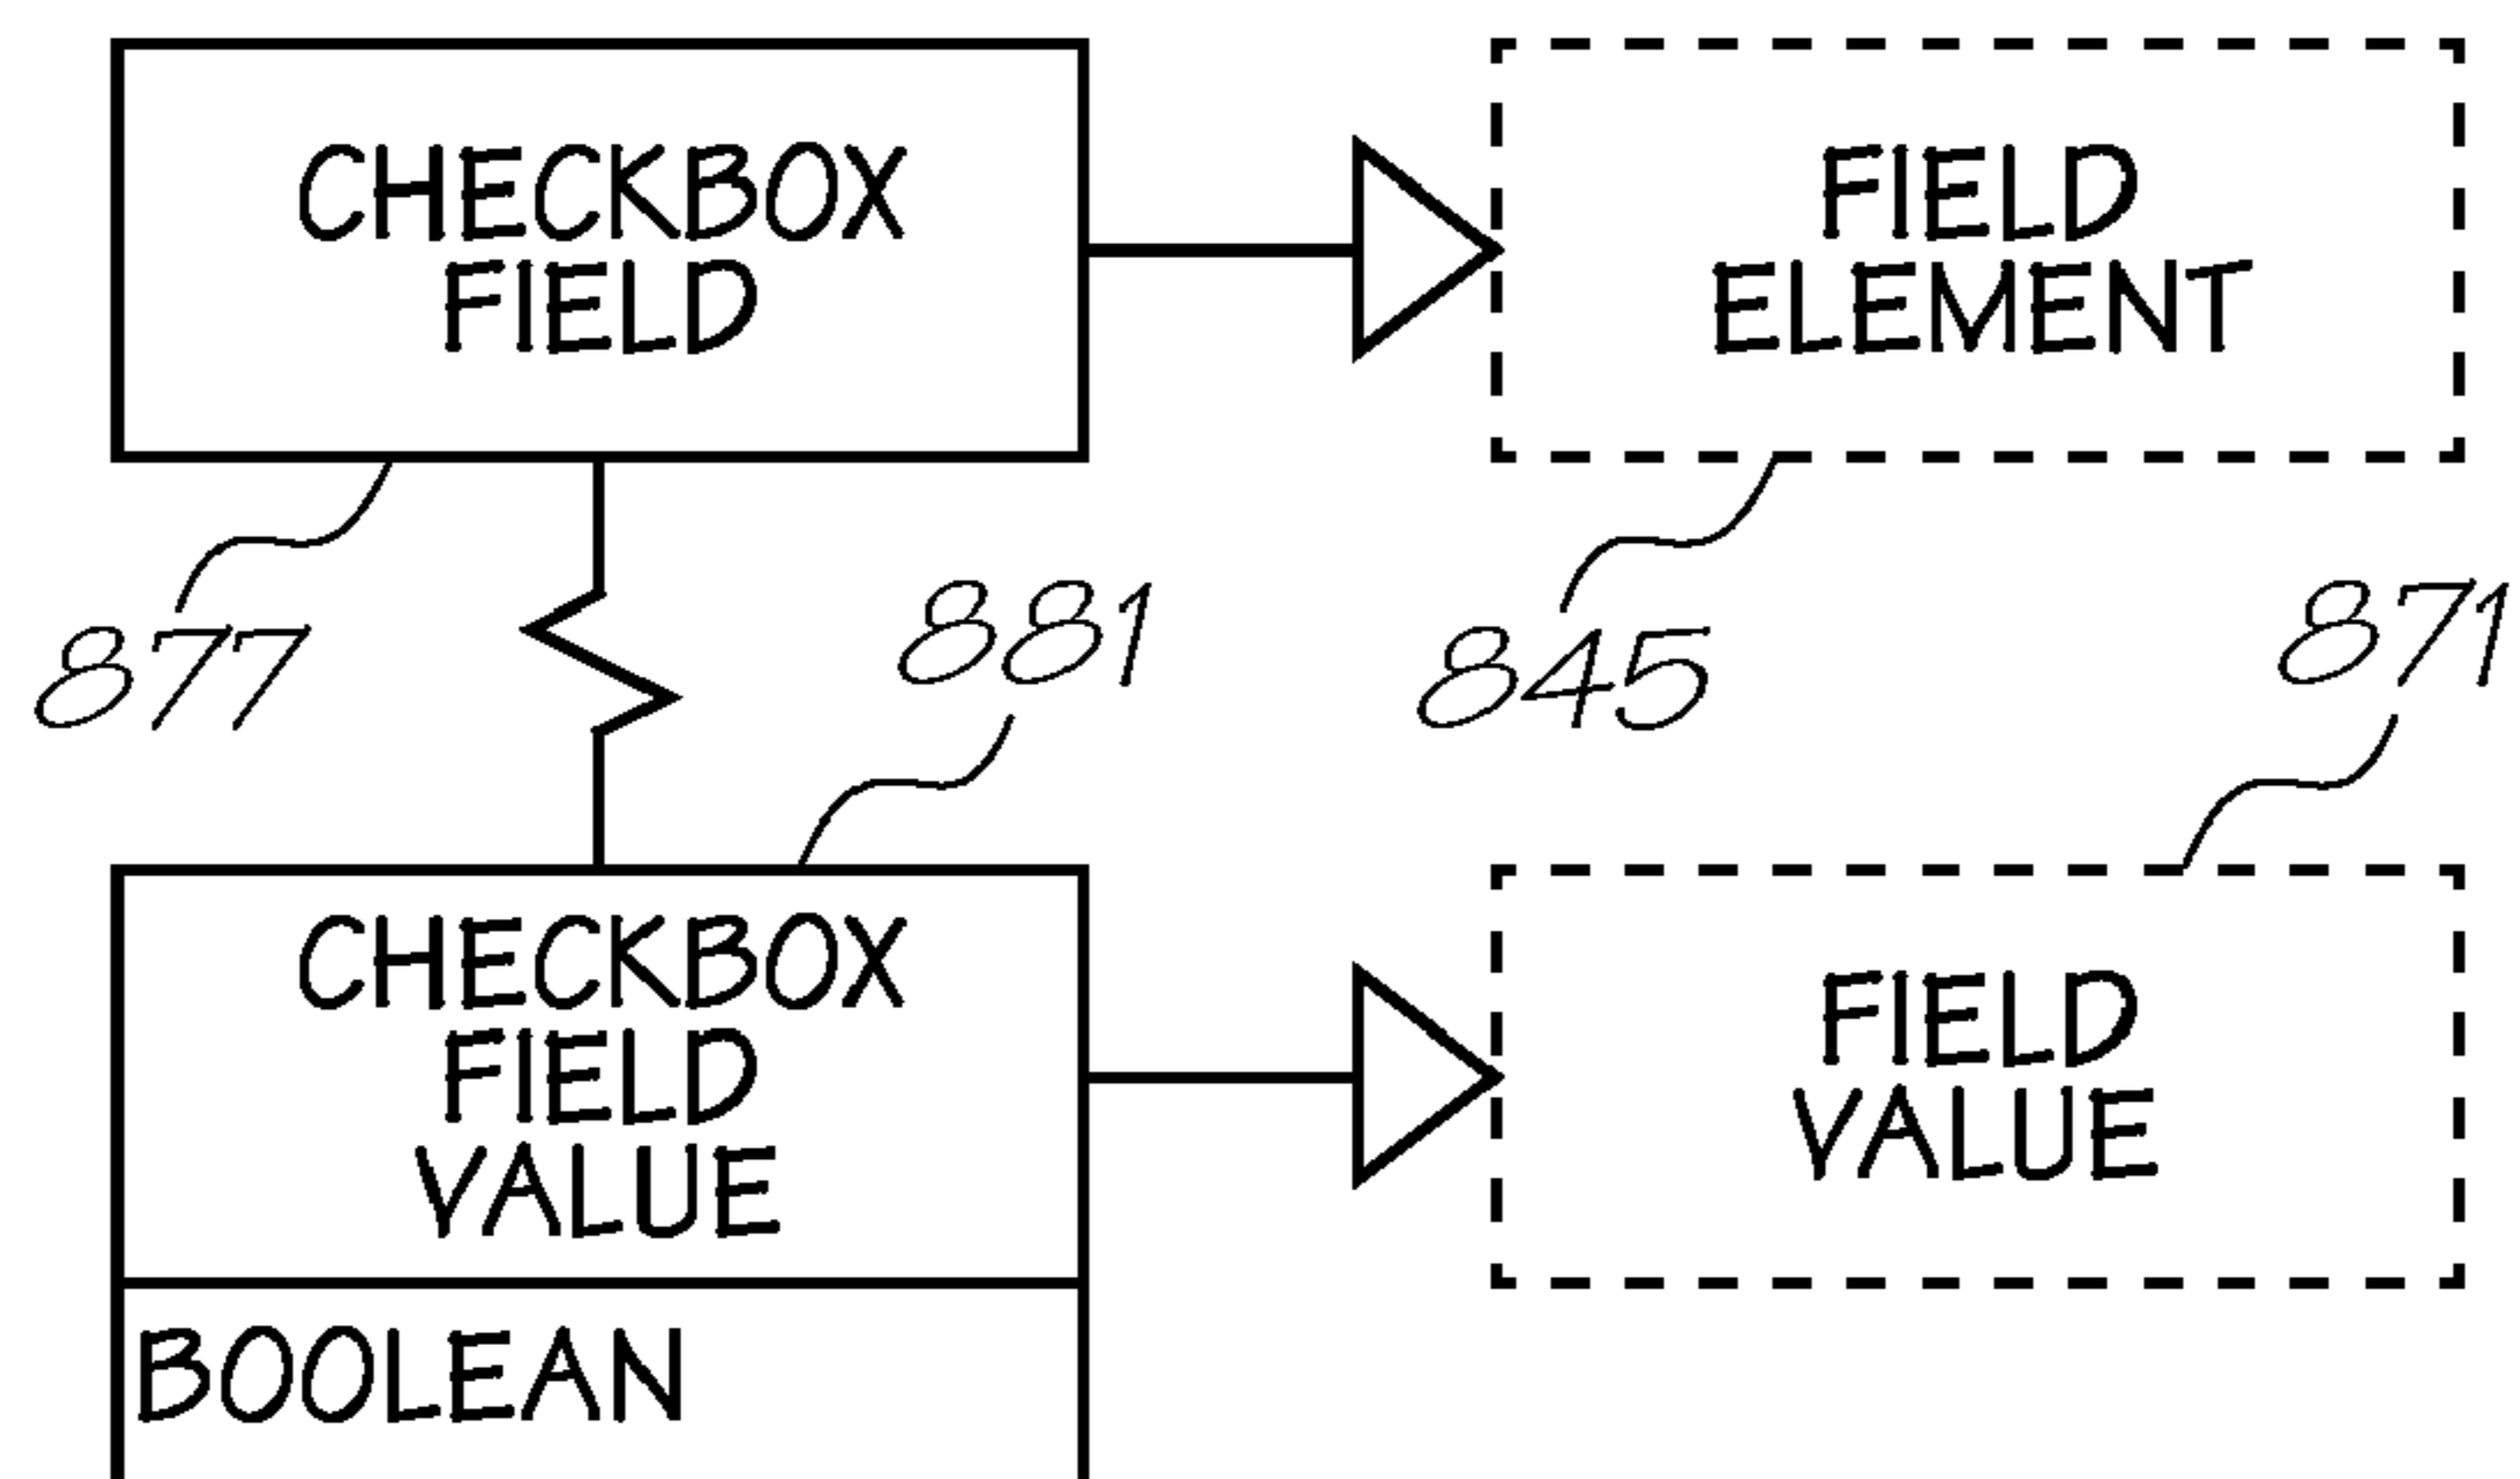 CHECKBOX
FIELD
FIELD
ELEMENT
877
881
845
871
CHECKBOX
FIELD
VALUE
FIELD
VALUE
BOOLEAN